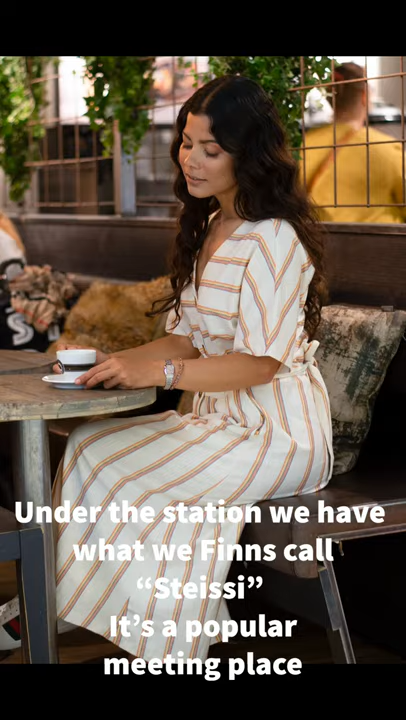 Under the station we have
what we Finns call
“Steissi”
It’s a popular
meeting place